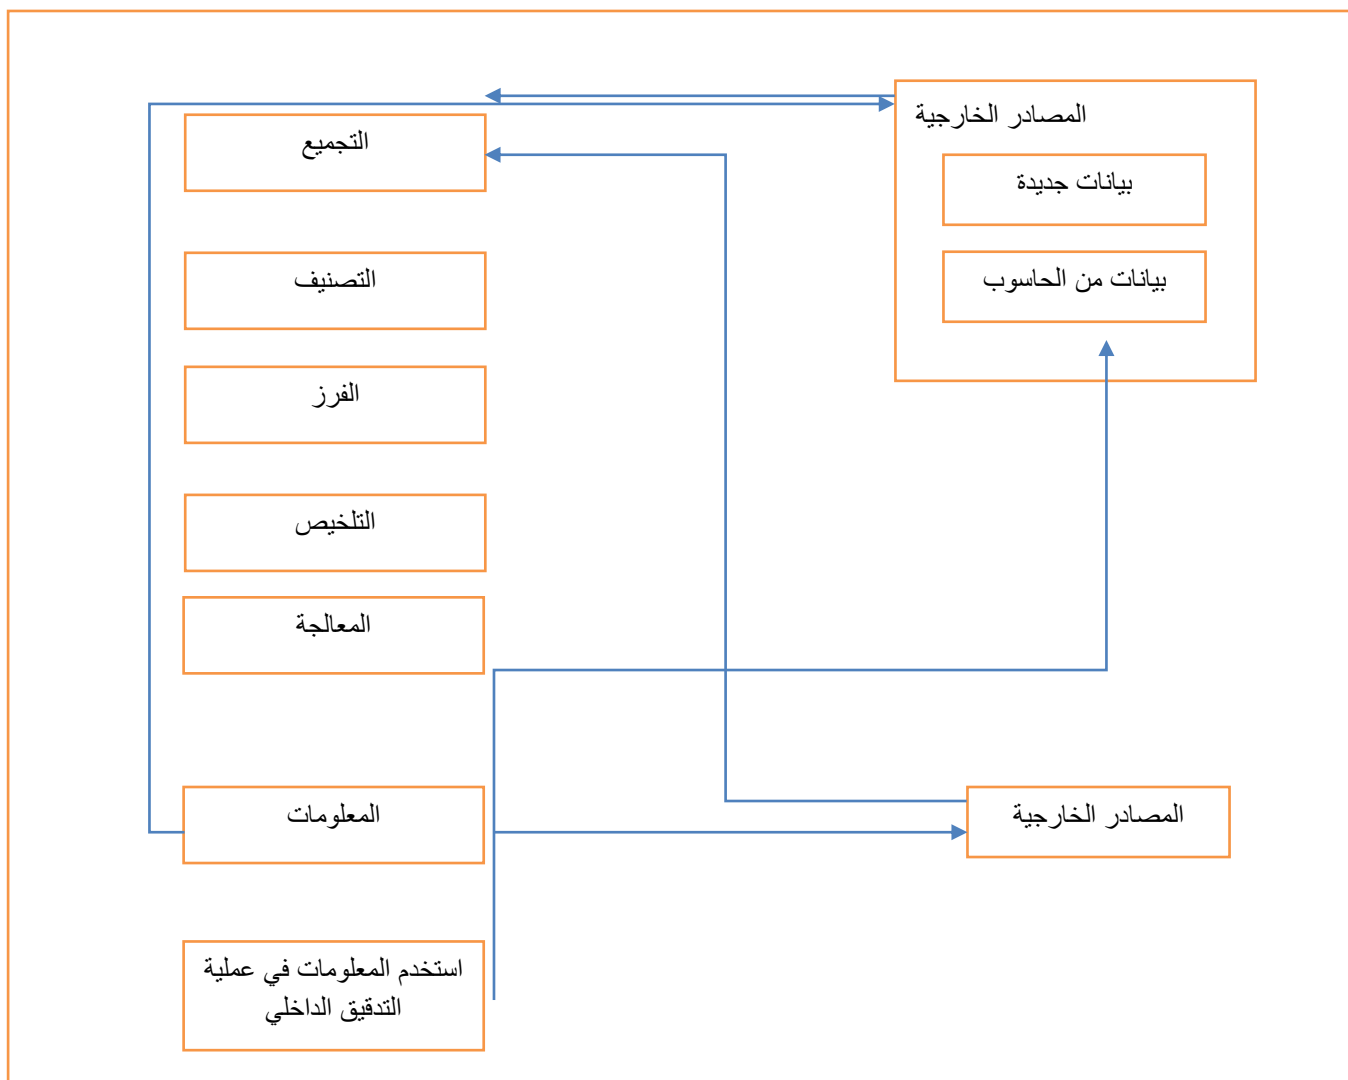 المصادر الخارجية
بيانات جديدة
بيانات من الحاسوب
التجميع
التصنيف
الفرز
التلخيص
المعالجة
المعلومات
المصادر الخارجية
استخدم المعلومات في عملية
التدقيق الداخلي